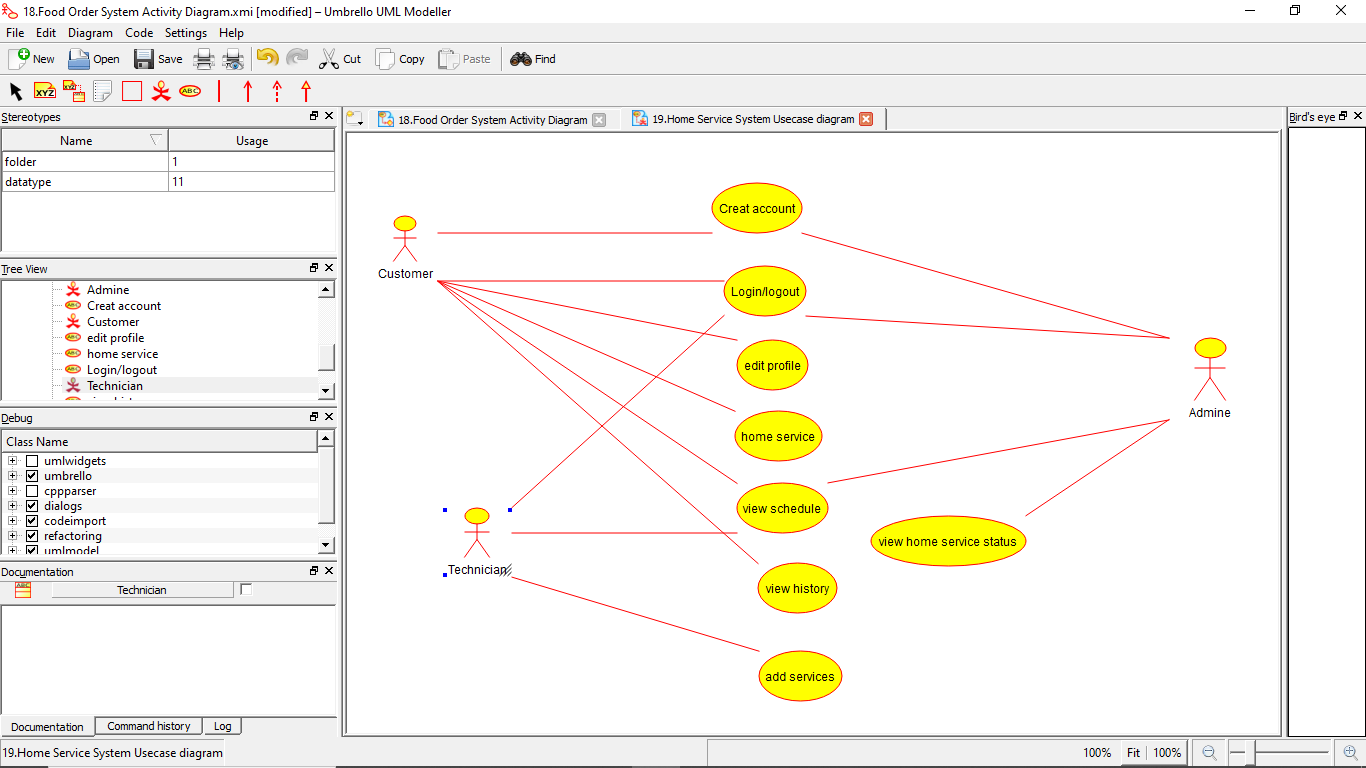 18.Food Order System Activity Diagram.xmi [modified] – Umbrello UML Modeller
File Edit Diagram Code Settings Help
New Open Save Cut Copy Paste Find
XYZ XYZ ABC
Stereotypes
Name Usage
folder 1
datatype 11
Tree View
Admine
Creat account
Customer
edit profile
home service
Login/logout
Technician
Debug
Class Name
umlwidgets
umbrello
cppparser
dialogs
codeimport
refactoring
umlmodel
Documentation
Technician
Documentation Command history Log
18.Food Order System Activity Diagram 19.Home Service System Usecase diagram
Bird's eye
Creat account
Customer
Login/logout
edit profile
Admine
home service
view schedule
view home service status
Technician
view history
add services
19.Home Service System Usecase diagram
100% Fit 100%